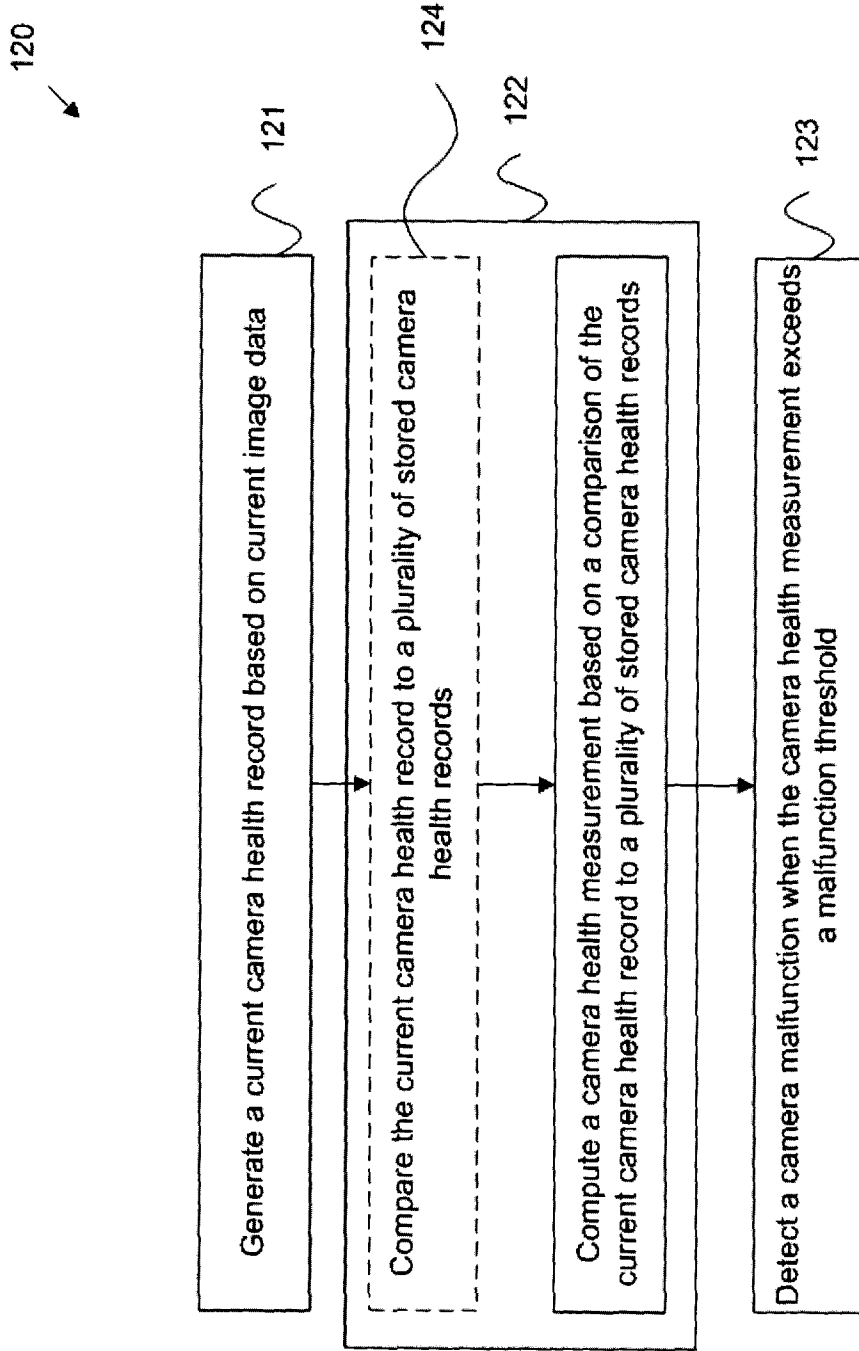 120
Generate a current camera health record based on current image data
121
Compare the current camera health record to a plurality of stored camera
health records
124
122
Compute a camera health measurement based on a comparison of the
current camera health record to a plurality of stored camera health records
Detect a camera malfunction when the camera health measurement exceeds
a malfunction threshold
123